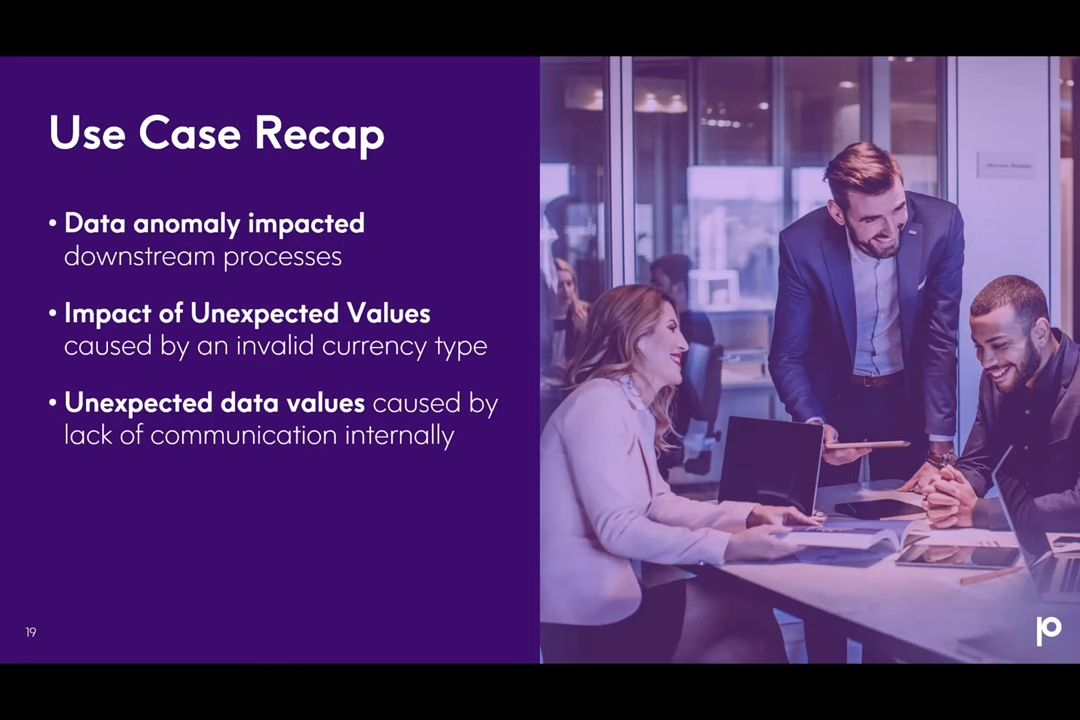 Use Case Recap
• Data anomaly impacted
downstream processes
• Impact of Unexpected Values
caused by an invalid currency type
• Unexpected data values caused by
lack of communication internally
19